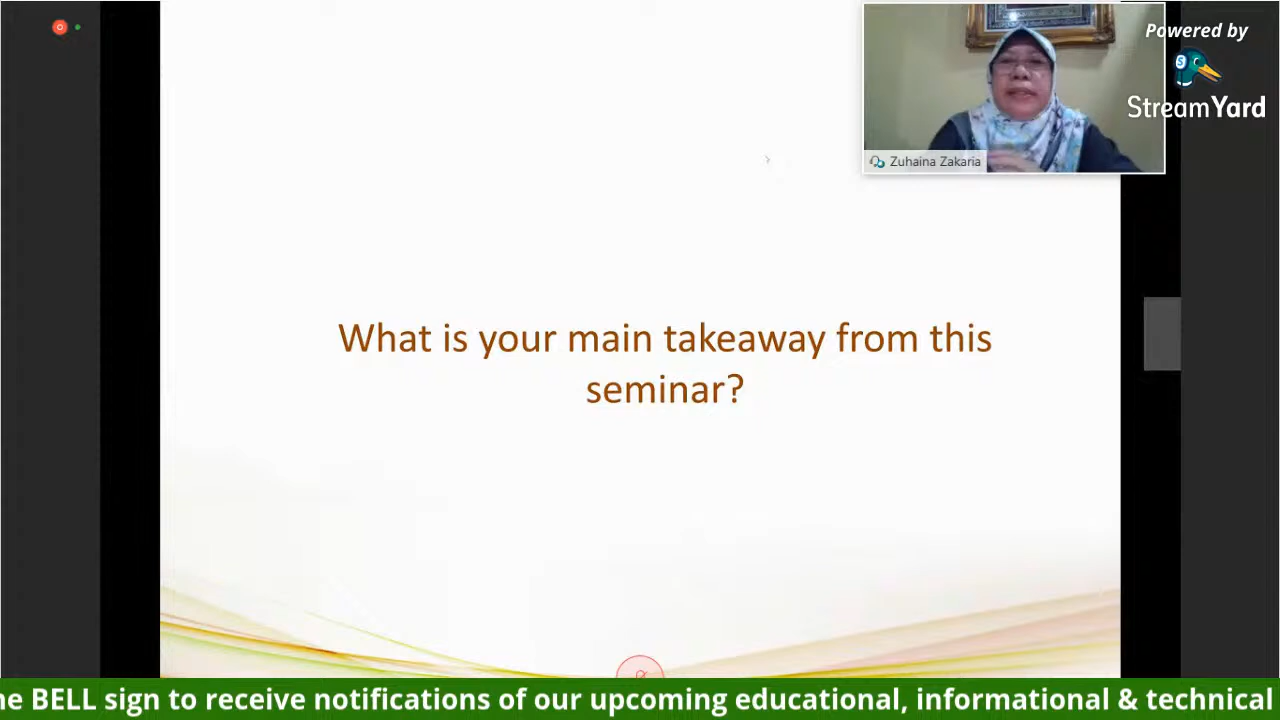 Powered by
StreamYard
Zuhaina Zakaria
What is your main takeaway from this
seminar?
he BELL sign to receive notifications of our upcoming educational, informational & technical